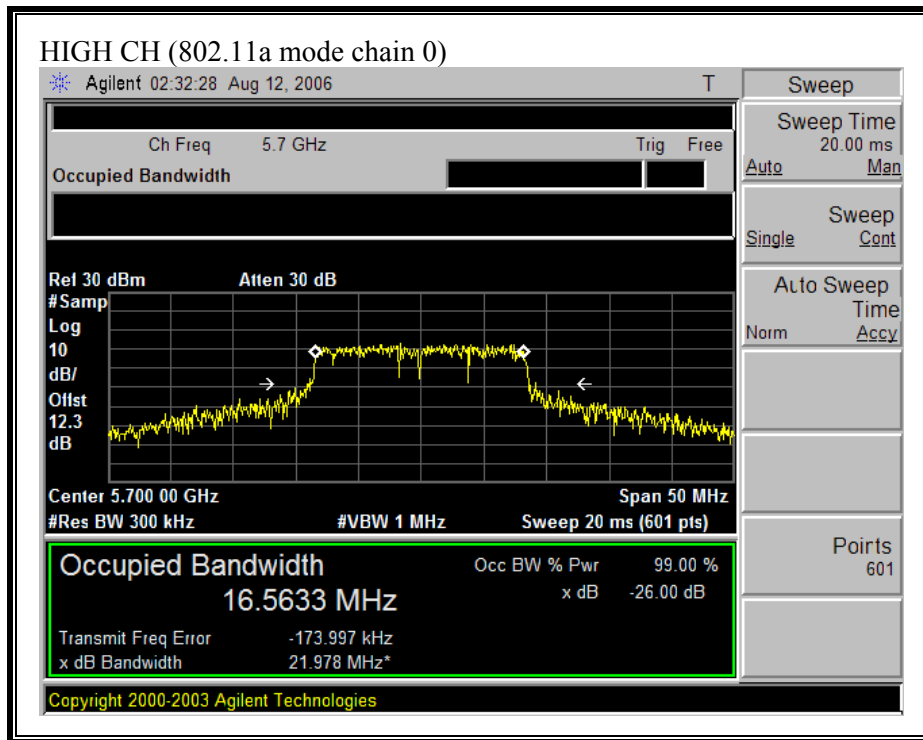 HIGH CH (802.11a mode chain 0)
Agilent 02:32:28 Aug 12, 2006 T
Ch Freq 5.7 GHz Trig Free
Occupied Bandwidth
Ref 30 dBm Atten 30 dB
#Samp
Log
10
dB/
Offst
12.3
dB
Center 5.700 00 GHz Span 50 MHz
#Res BW 300 kHz #VBW 1 MHz Sweep 20 ms (601 pts)
Occupied Bandwidth
16.5633 MHz
Occ BW % Pwr 99.00 %
x dB -26.00 dB
Transmit Freq Error -173.997 kHz
x dB Bandwidth 21.978 MHz*
Copyright 2000-2003 Agilent Technologies
Sweep
Sweep Time
20.00 ms
Auto Man
Sweep
Single Cont
Auto Sweep
Time
Norm Accy
Points
601